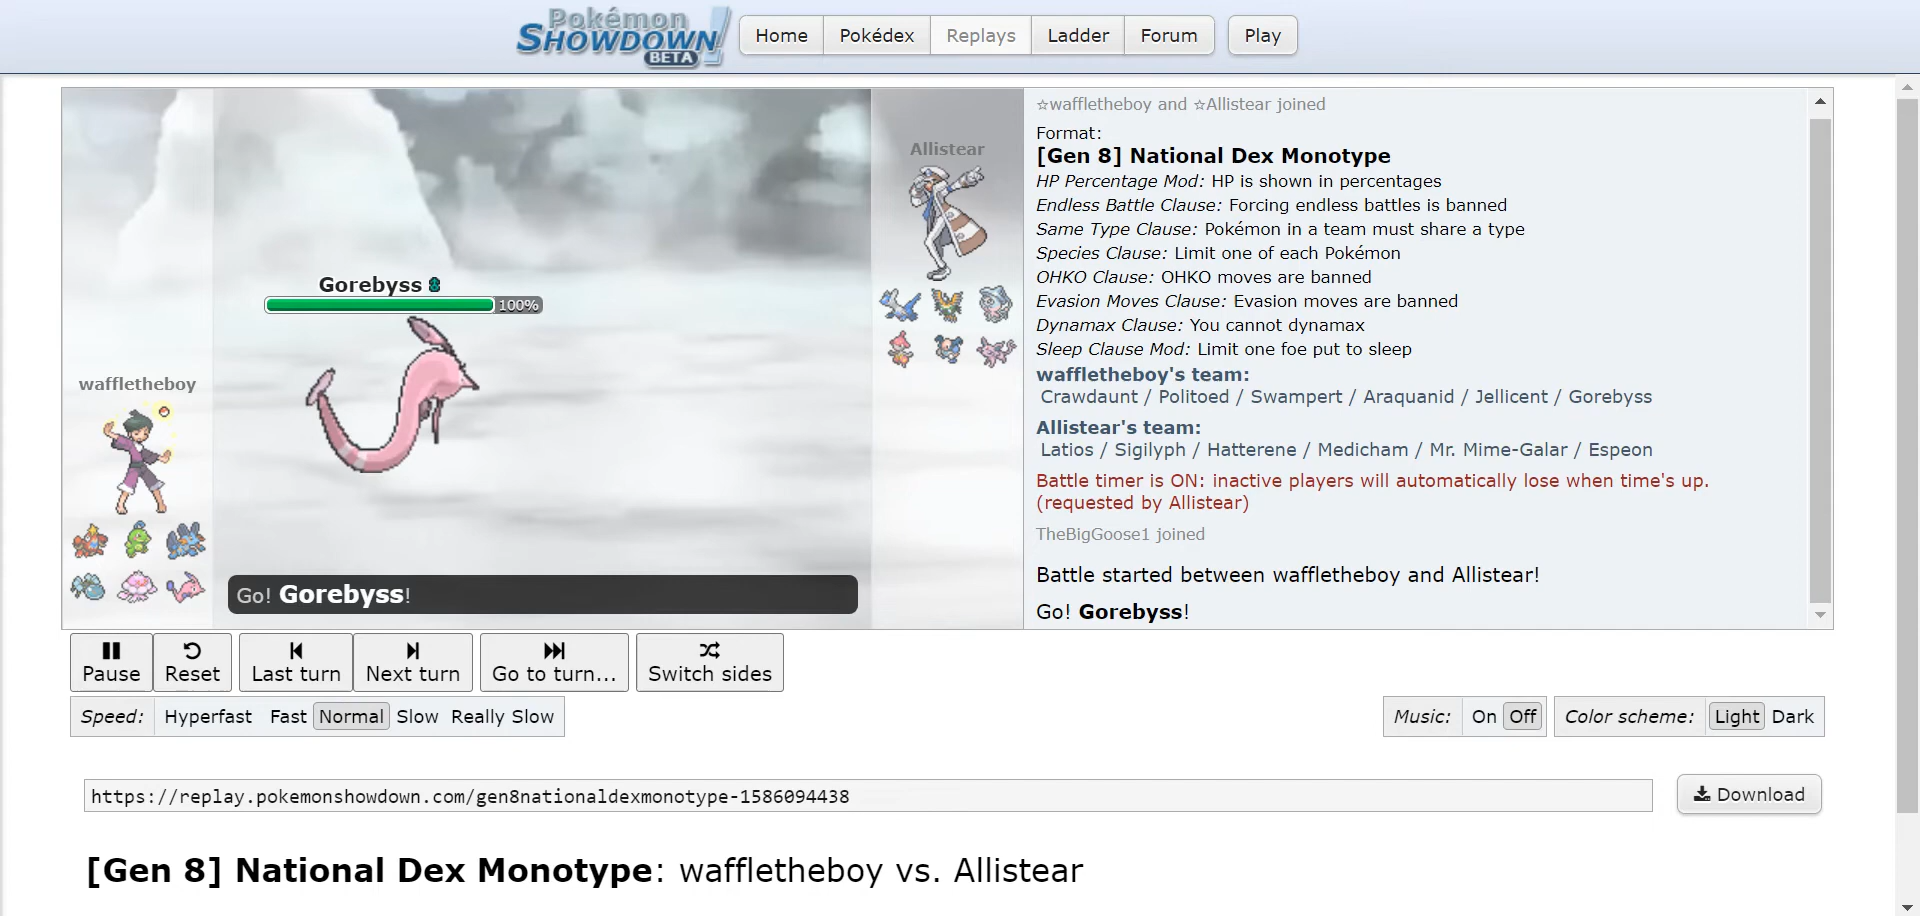 Pokémon
SHOWDOWN!
BETA
Home
Pokédex
Replays
Ladder
Forum
Play
Allistear
Gorebyss
100%
waffletheboy
Go! Gorebyss!
☆waffletheboy and ☆Allistear joined
Format:
[Gen 8] National Dex Monotype
HP Percentage Mod: HP is shown in percentages
Endless Battle Clause: Forcing endless battles is banned
Same Type Clause: Pokémon in a team must share a type
Species Clause: Limit one of each Pokémon
OHKO Clause: OHKO moves are banned
Evasion Moves Clause: Evasion moves are banned
Dynamax Clause: You cannot dynamax
Sleep Clause Mod: Limit one foe put to sleep
waffletheboy's team:
Crawdaunt / Politoed / Swampert / Araquanid / Jellicent / Gorebyss
Allistear's team:
Latios / Sigilyph / Hatterene / Medicham / Mr. Mime-Galar / Espeon
Battle timer is ON: inactive players will automatically lose when time's up.
(requested by Allistear)
TheBigGoose1 joined
Battle started between waffletheboy and Allistear!
Go! Gorebyss!
Pause
Reset
Last turn
Next turn
Go to turn...
Switch sides
Speed: Hyperfast Fast Normal Slow Really Slow
Music: On Off
Color scheme: Light Dark
https://replay.pokemonshowdown.com/gen8nationaldexmonotype-1586094438
Download
[Gen 8] National Dex Monotype: waffletheboy vs. Allistear